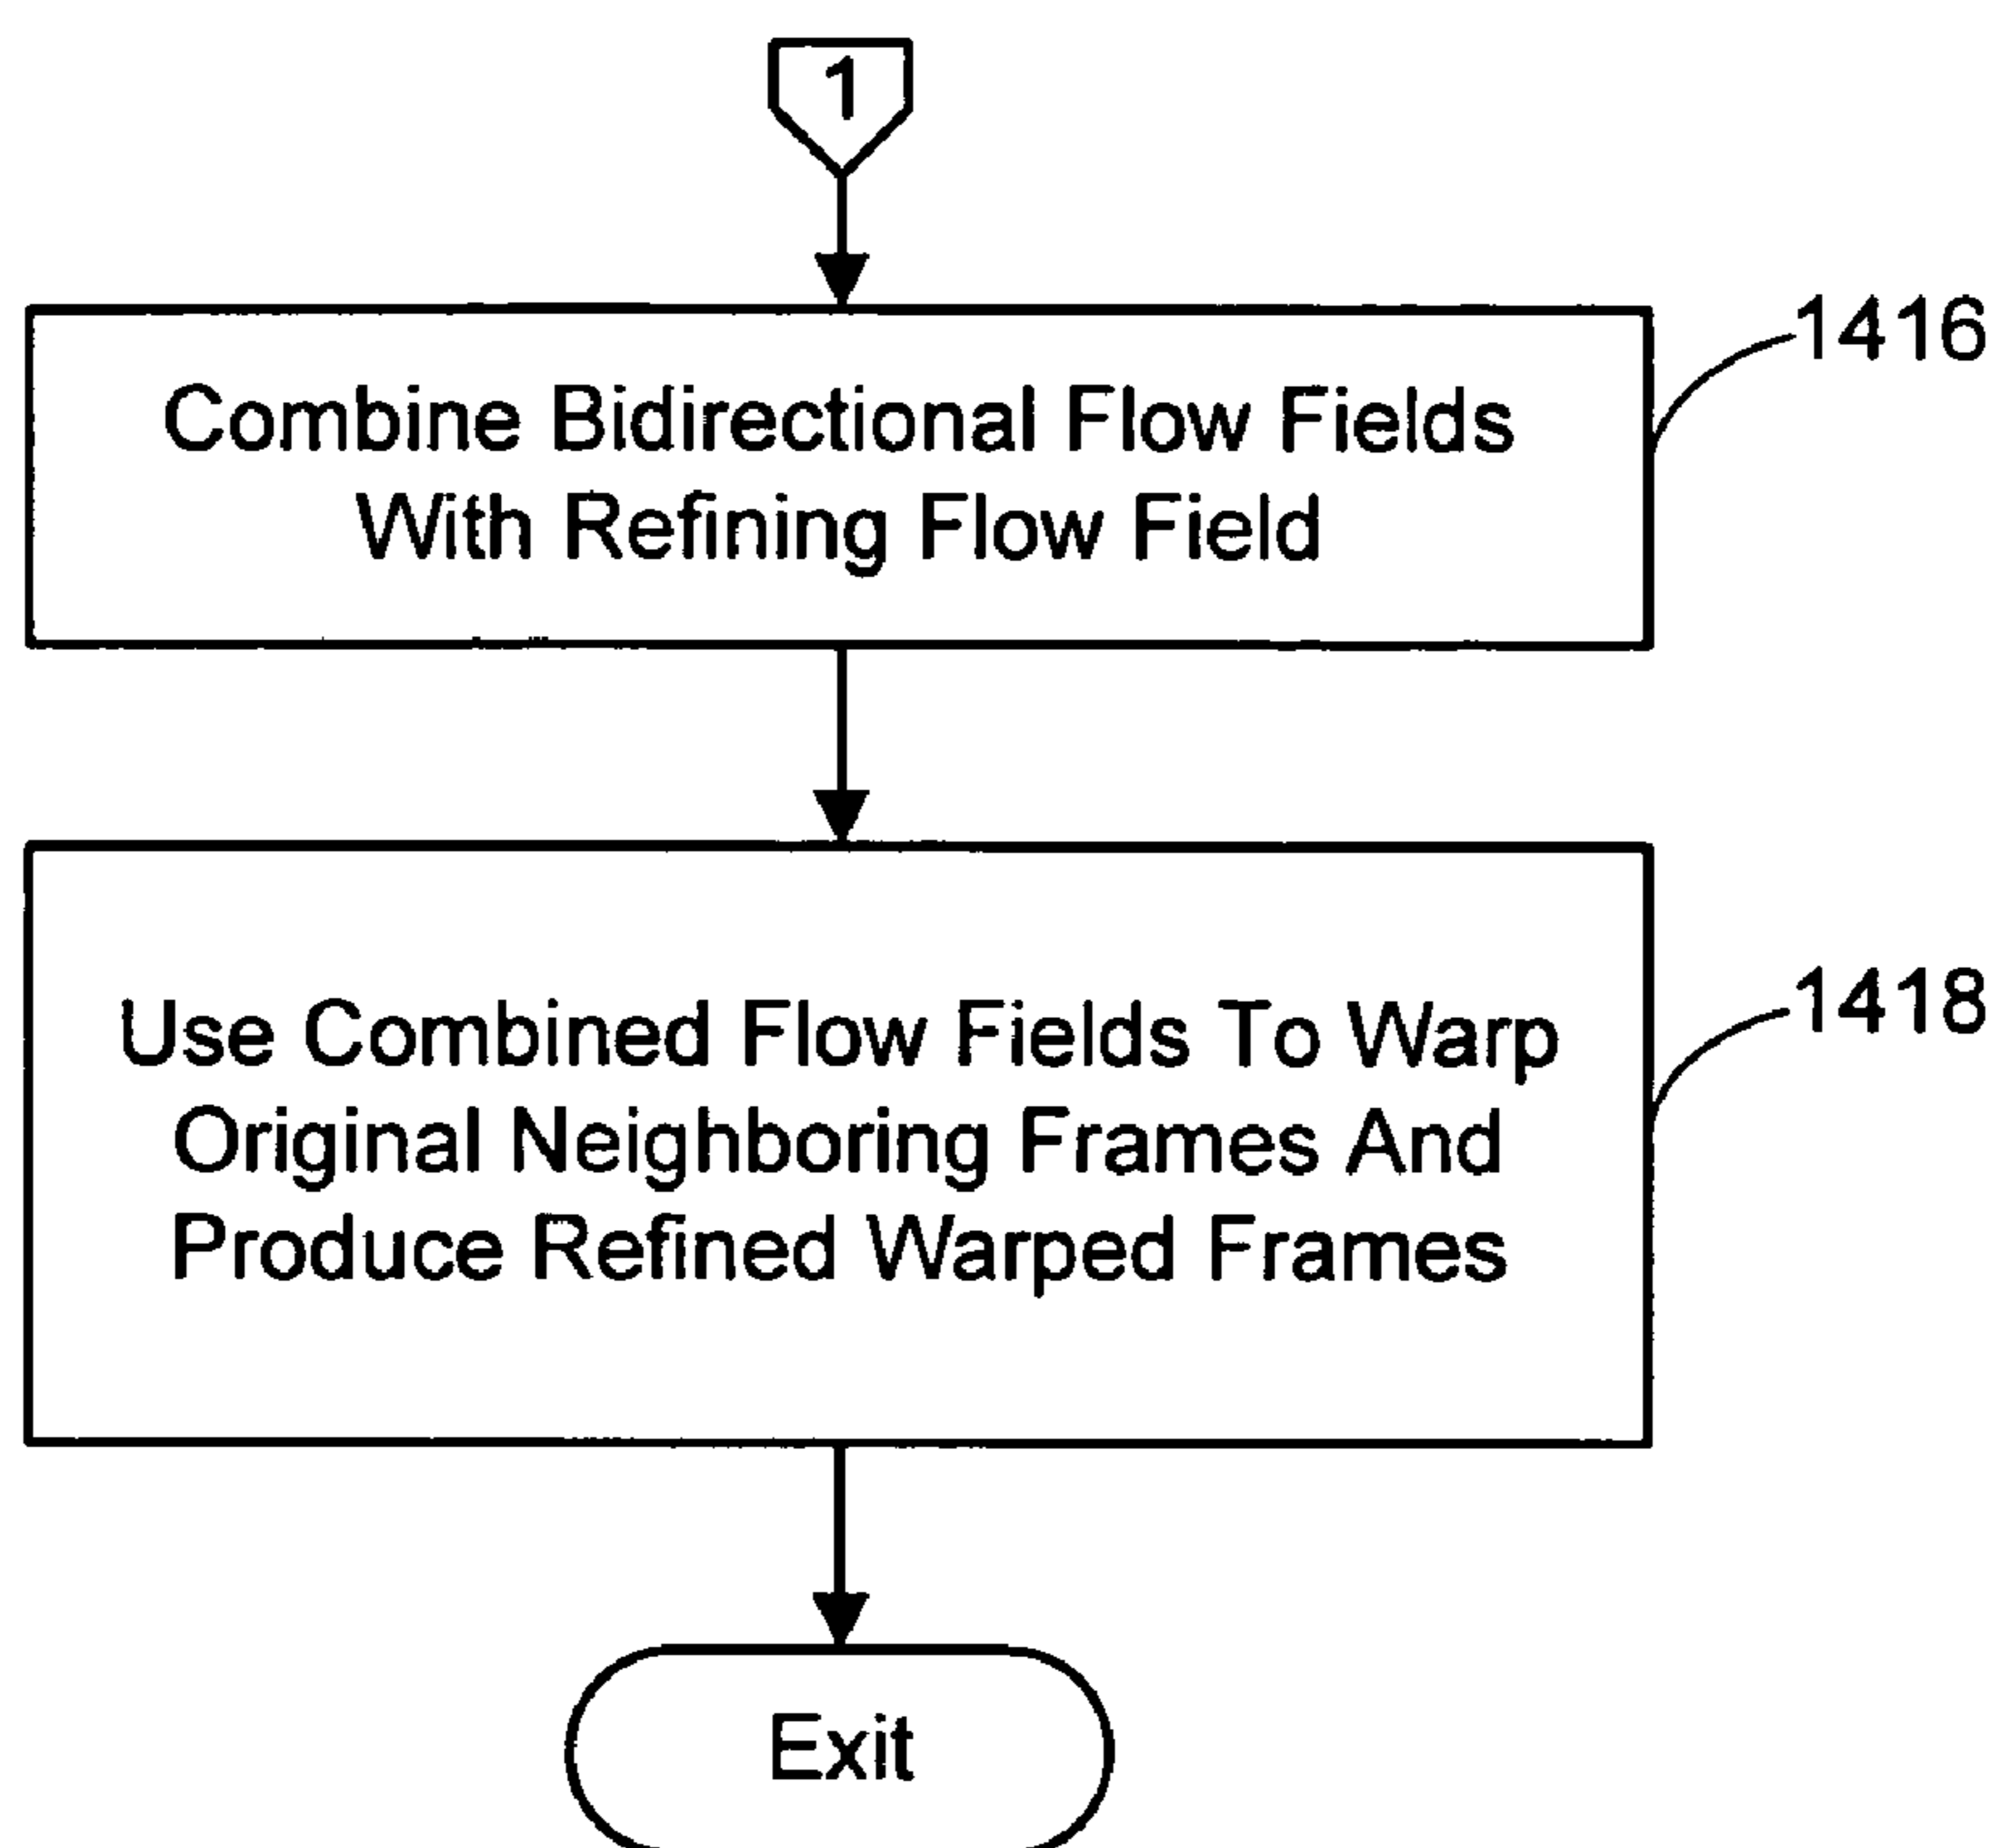 1
Combine Bidirectional Flow Fields
With Refining Flow Field
1416
Use Combined Flow Fields To Warp
Original Neighboring Frames And
Produce Refined Warped Frames
1418
Exit